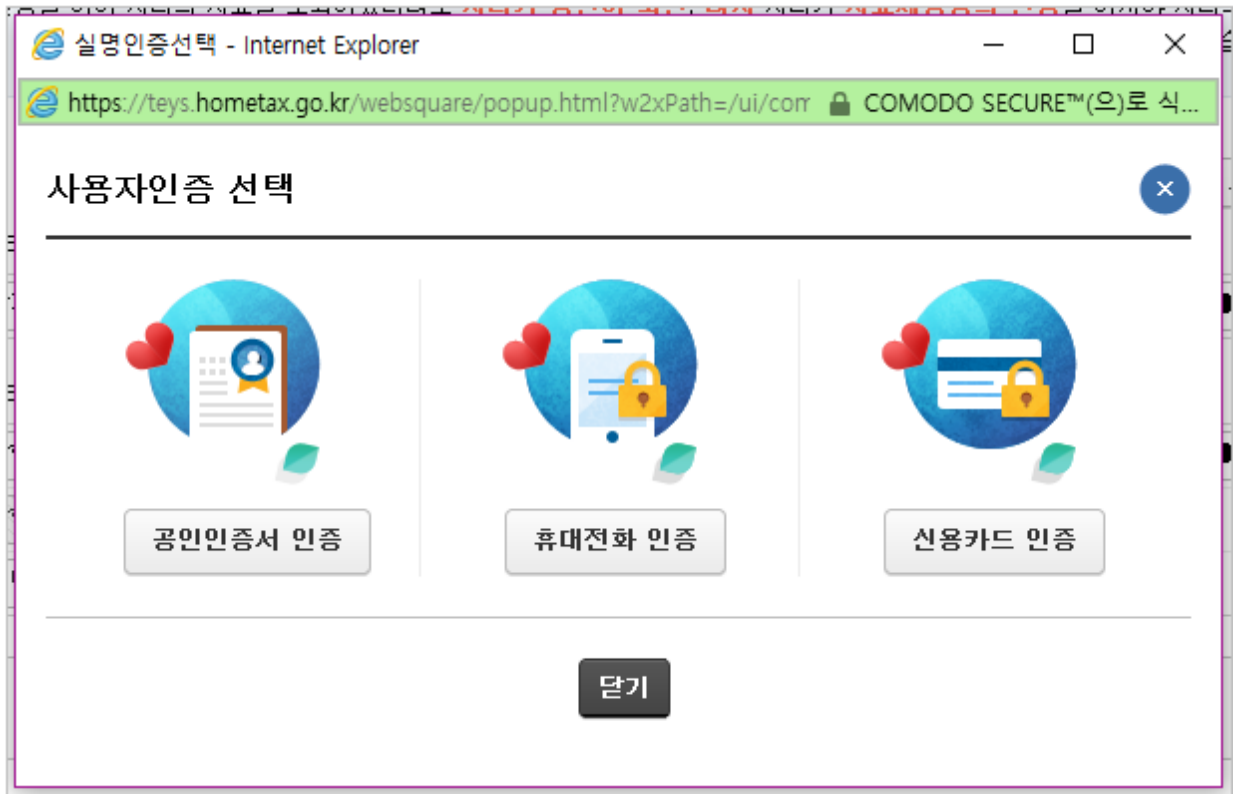 실명인증선택 - Internet Explorer
https://teys.hometax.go.kr/websquare/popup.html?w2xPath=/ui/com COMODO SECURE™(으)로 식...
사용자인증 선택
공인인증서 인증
휴대전화 인증
신용카드 인증
닫기